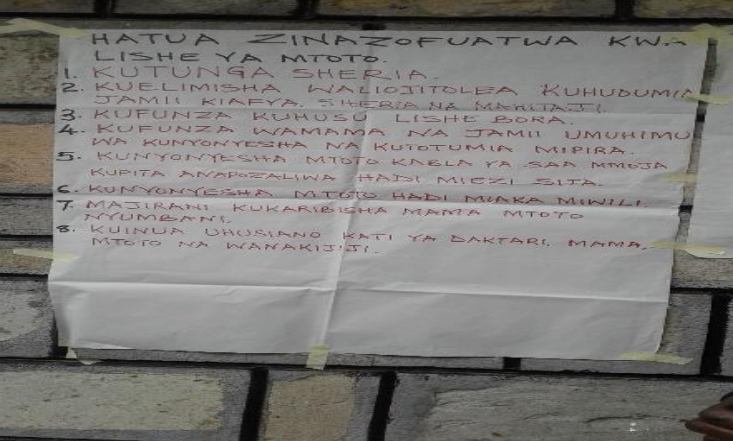 HATUA ZINAZOFUATWA KWA
LISHE YA MTOTO.
1. KUTUNGA SHERIA.
2. KUELIMISHA WALIOJITOLEA KUHUDUMIA
JAMII KIAFYA, SHERIA NA MAHITAJI.
3. KUFUNZA KUHUSU LISHE BORA.
4. KUFUNZA WAMAMA NA JAMII UMUHIMU
WA KUNYONYESHA NA KUTOTUMIA MIPIRA.
5. KUNYONYESHA MTOTO KABLA YA SAA MMOJA
KUPITA ANAPOZALIWA HADI MIEZI SITA.
6. KUNYONYESHA MTOTO HADI MIAKA MIWILI.
7. MAJIRANI KUKARIBISHA MAMA MTOTO
NYUMBANI.
8. KUINUA UHUSIANO KATI YA DAKTARI, MAMA,
MTOTO NA WANAKIJIJI.